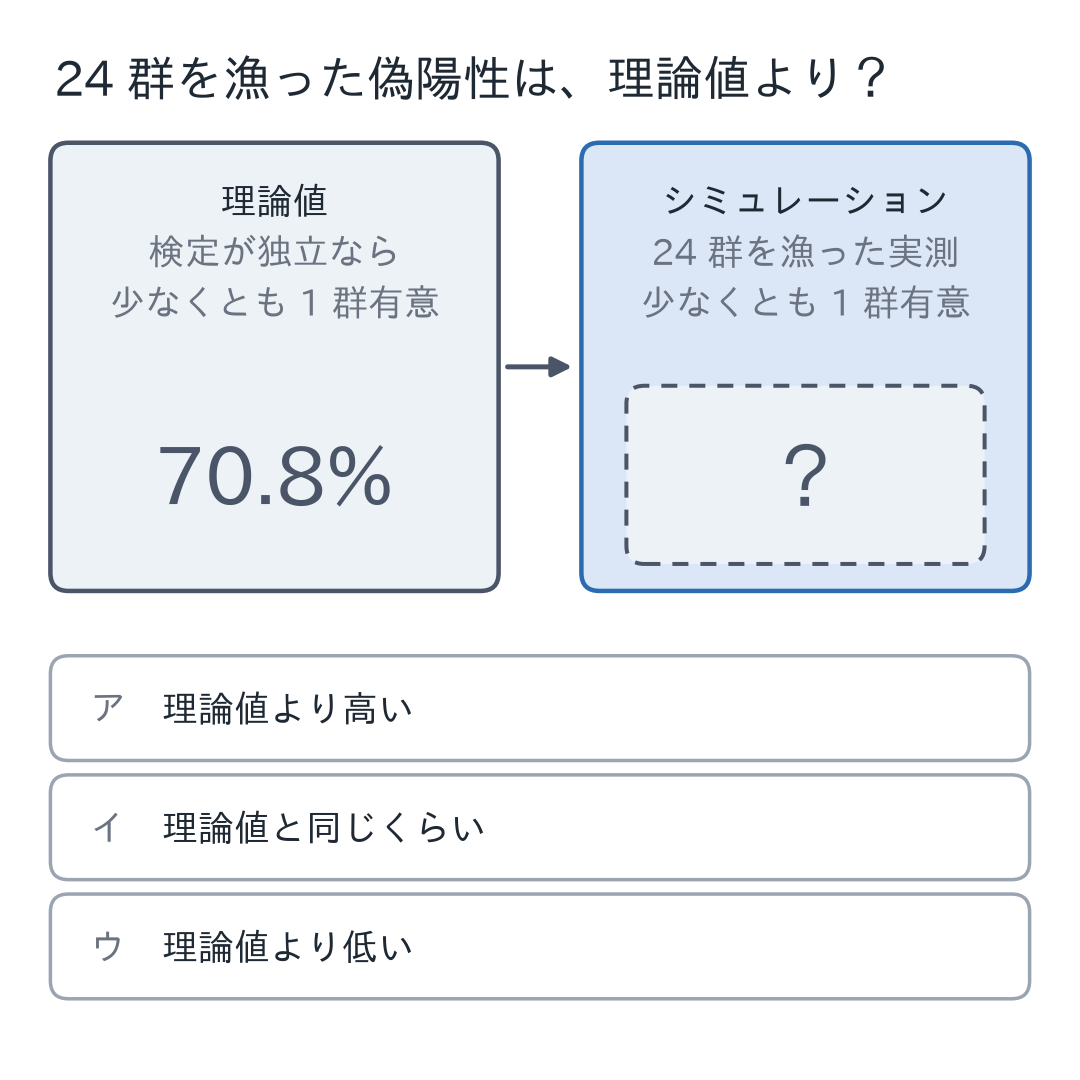 24 群を漁った偽陽性は、理論値より？
理論値
検定が独立なら
少なくとも 1 群有意
70.8%
シミュレーション
24 群を漁った実測
少なくとも 1 群有意
？
ア 理論値より高い
イ 理論値と同じくらい
ウ 理論値より低い